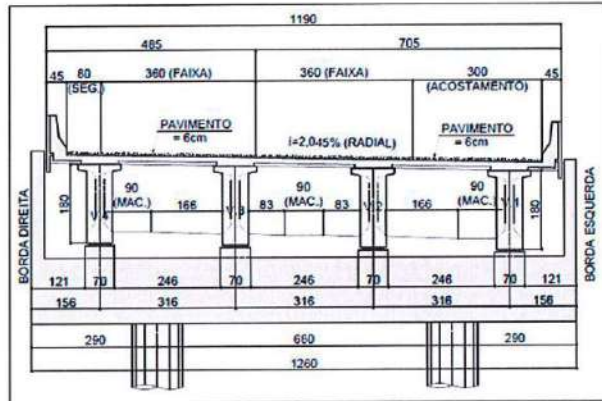 1190
485 705
45 60 360 (FAIXA) 360 (FAIXA) 300 45
(SEG.) (ACOSTAMENTO)
PAVIMENTO
= 6cm
i=2,045% (RADIAL)
PAVIMENTO
= 6cm
BORDA DIREITA
180
90
(MAC.)
166
90
(MAC.)
83 83
166
90
(MAC.)
180
BORDA ESQUERDA
121 70 246 70 246 70 246 70 121
156 316 316 316 156
290 660 290
1260